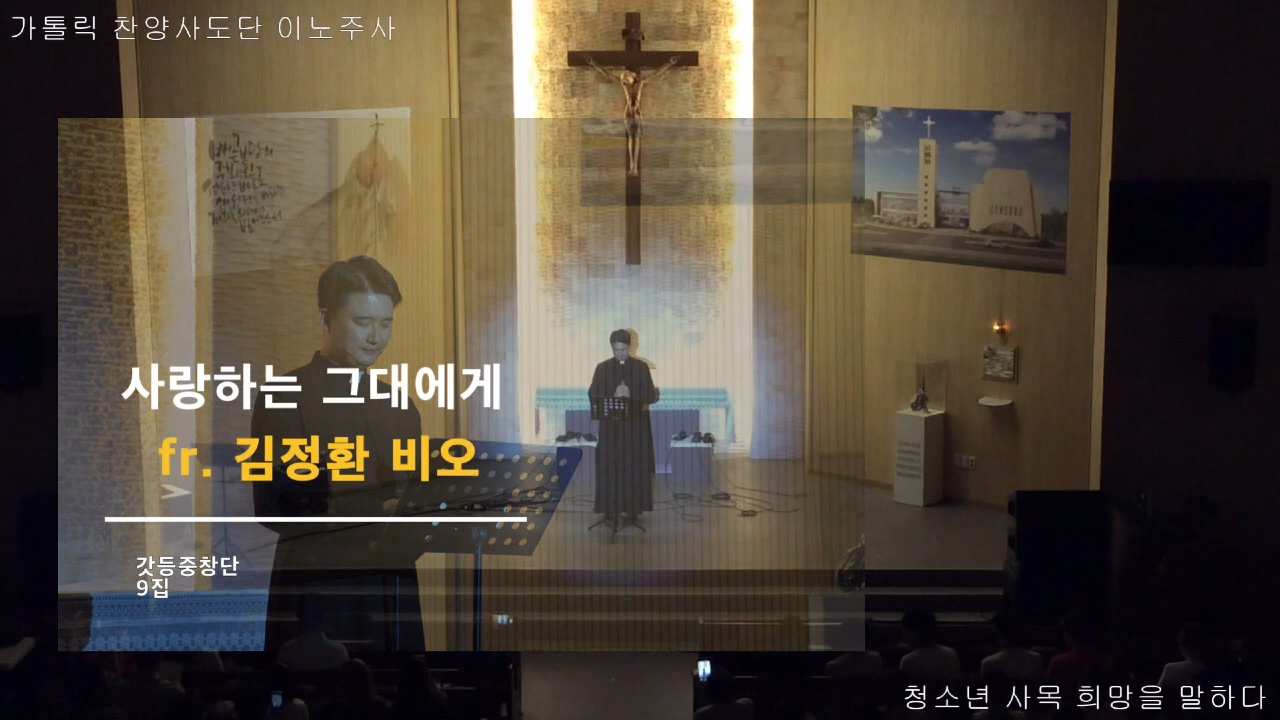 가톨릭 찬양사도단 이노주사
사랑하는 그대에게
fr. 김정환 비오
갓등중창단
9집
청소년 사목 희망을 말하다